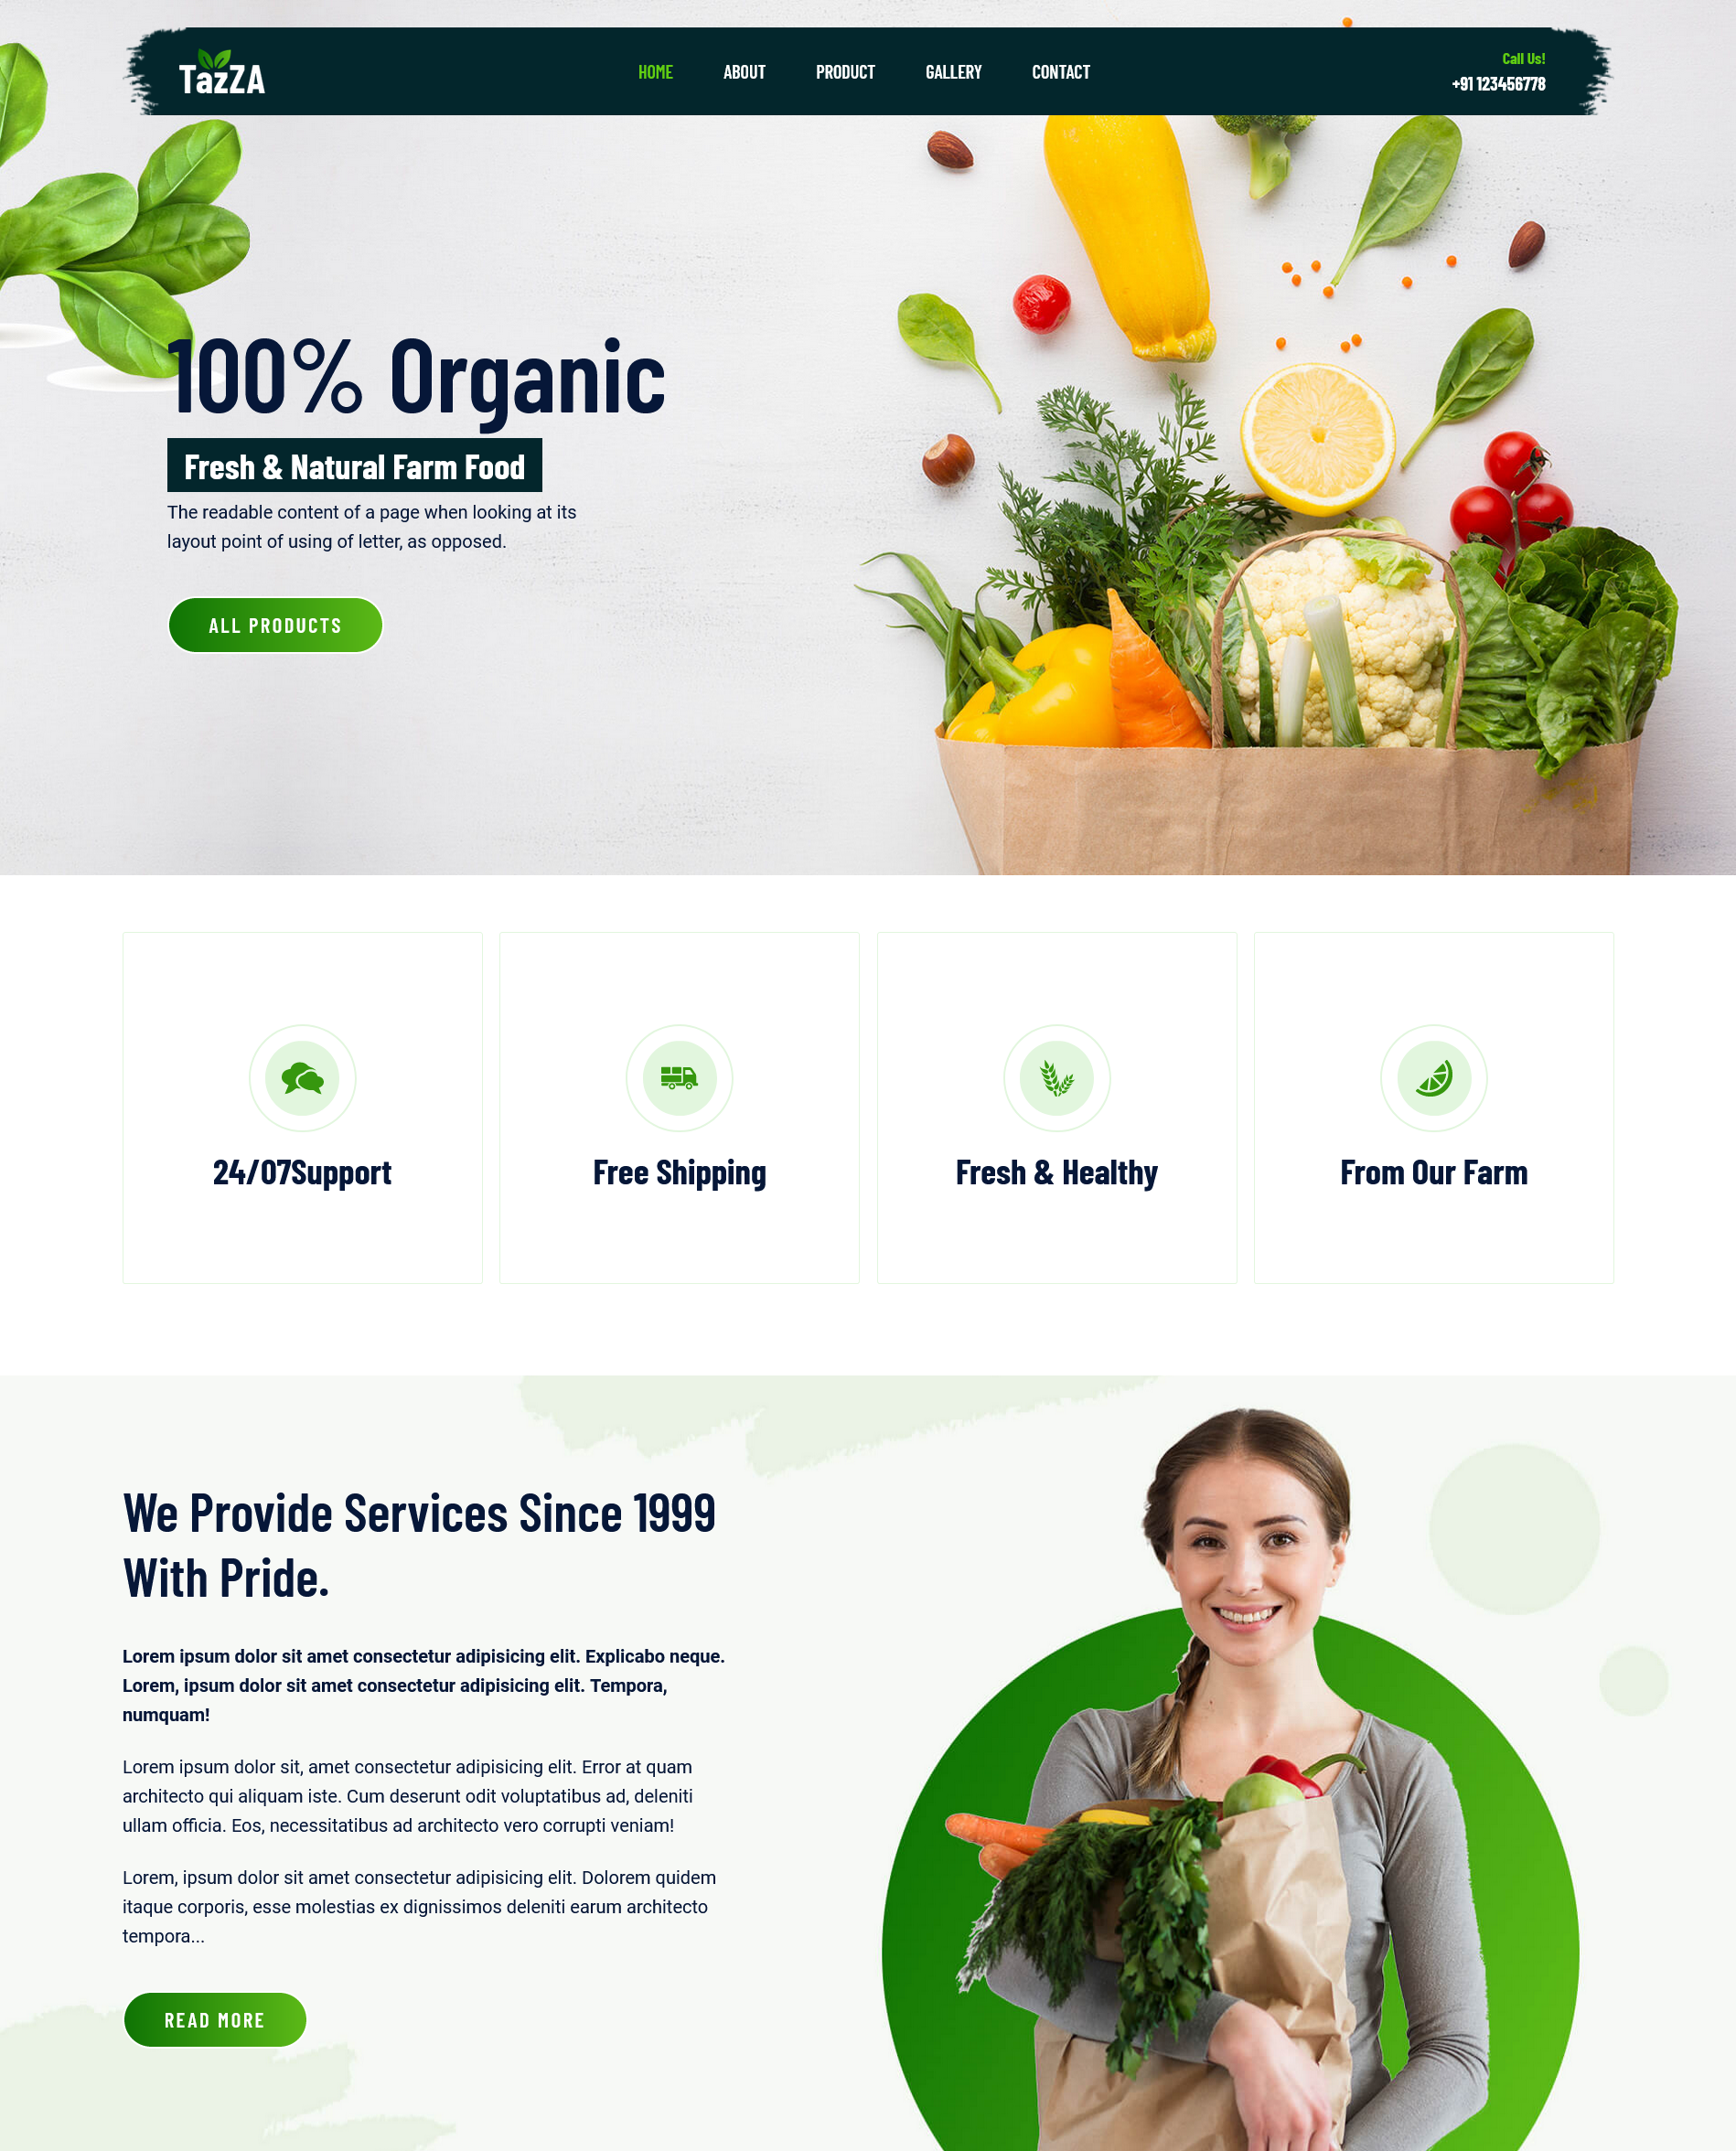 TazZA
HOME
ABOUT
PRODUCT
GALLERY
CONTACT
Call Us!
+91 123456778
100% Organic
Fresh & Natural Farm Food
The readable content of a page when looking at its
layout point of using of letter, as opposed.
ALL PRODUCTS
24/07Support
Free Shipping
Fresh & Healthy
From Our Farm
We Provide Services Since 1999
With Pride.
Lorem ipsum dolor sit amet consectetur adipisicing elit. Explicabo neque.
Lorem, ipsum dolor sit amet consectetur adipisicing elit. Tempora,
numquam!
Lorem ipsum dolor sit, amet consectetur adipisicing elit. Error at quam
architecto qui aliquam iste. Cum deserunt odit voluptatibus ad, deleniti
ullam officia. Eos, necessitatibus ad architecto vero corrupti veniam!
Lorem, ipsum dolor sit amet consectetur adipisicing elit. Dolorem quidem
itaque corporis, esse molestias ex dignissimos deleniti earum architecto
tempora...
READ MORE